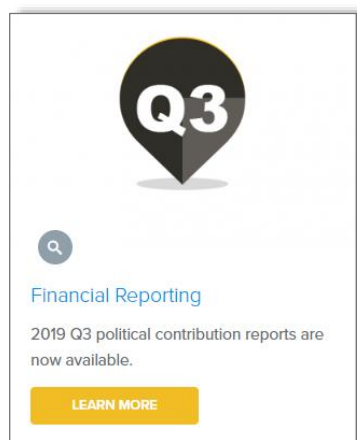 Q3
Financial Reporting
2019 Q3 political contribution reports are
now available.
LEARN MORE